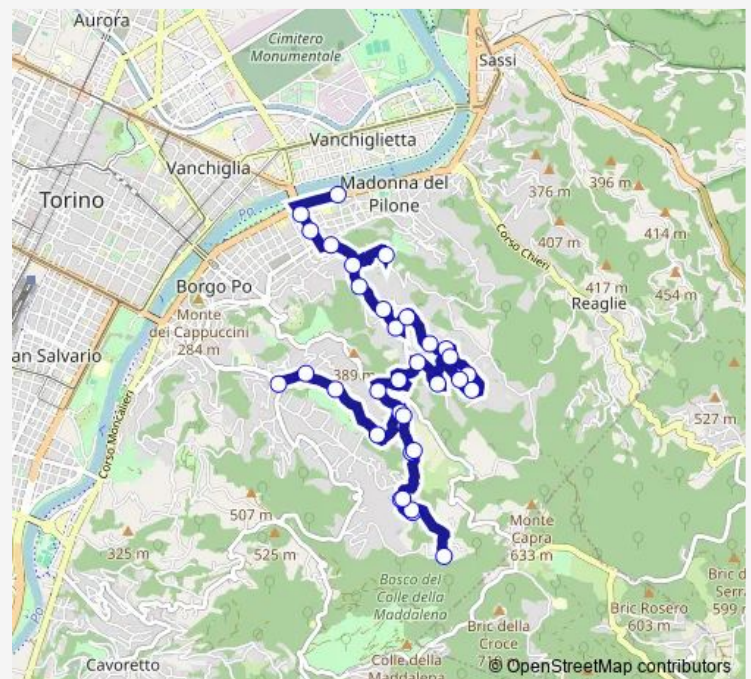 Aurora
Cimitero
Monumentale
Sassi
Vanchiglietta
Vanchiglia
Madonna del
Pilone
Torino
Po
376 m
396 m
414 m
407 m
Corso Chieri
417 m
454 m
Reaglie
Borgo Po
Monte
dei Cappuccini
284 m
an Salvario
389 m
Corso Moncalieri
527 m
507 m
325 m
525 m
Monte
Capra
633 m
Bosco del
Colle della
Maddalena
Bric d
Serra
599
Bric Rosero
603 m
Bric della
Croce
Po
Cavoretto
Colle della
Maddalena
© OpenStreetMap contributors